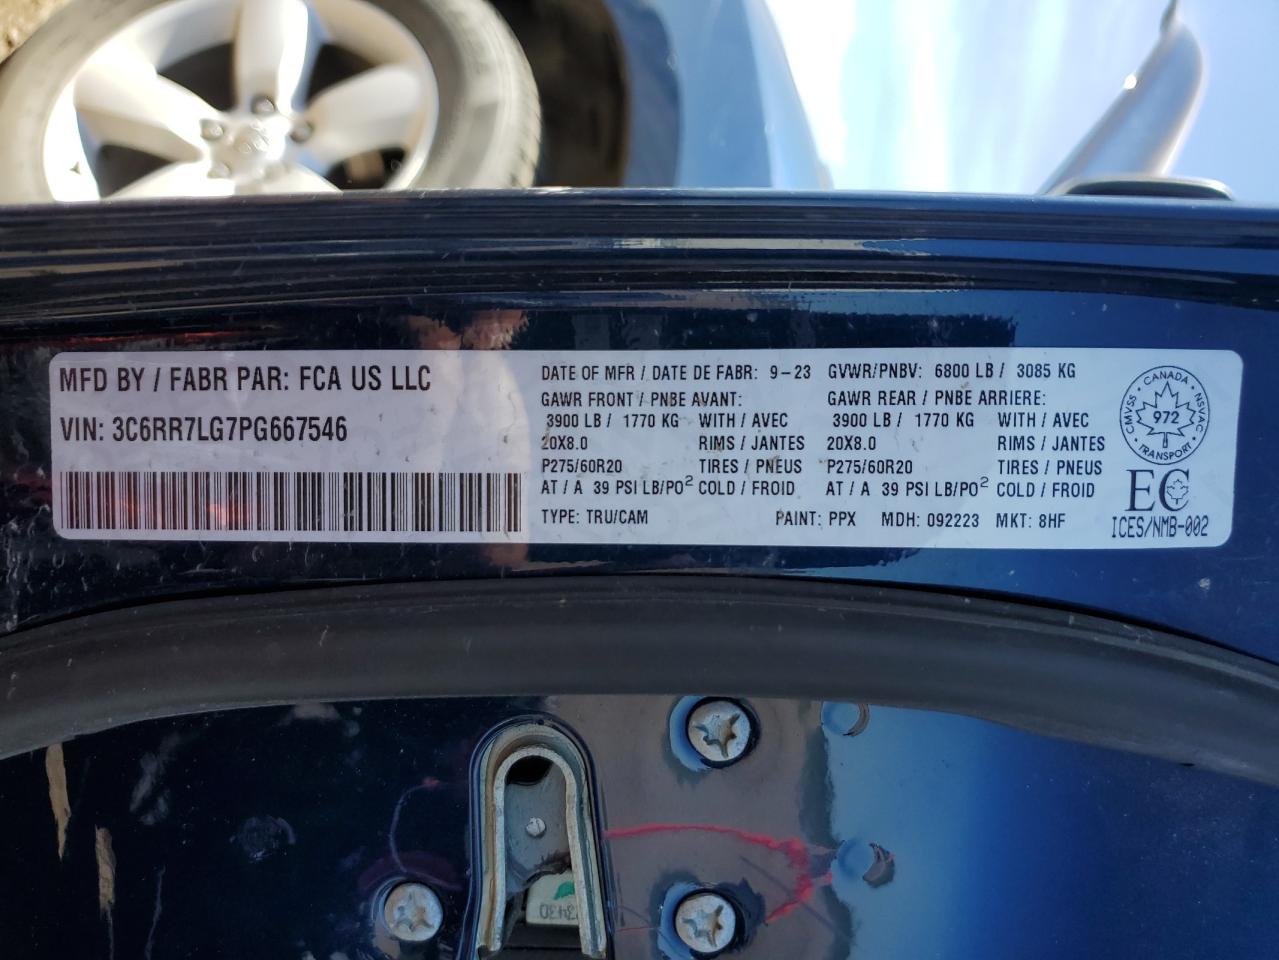 MFD BY / FABR PAR: FCA US LLC
VIN: 3C6RR7LG7PG667546
DATE OF MFR / DATE DE FABR: 9-23 GVWR/PNBV: 6800 LB / 3085 KG
GAWR FRONT / PNBE AVANT: GAWR REAR / PNBE ARRIERE:
3900 LB / 1770 KG WITH / AVEC 3900 LB / 1770 KG WITH / AVEC
20X8.0 RIMS / JANTES 20X8.0 RIMS / JANTES
P275/60R20 TIRES / PNEUS P275/60R20 TIRES / PNEUS
AT / A 39 PSI LB/PO² COLD / FROID AT / A 39 PSI LB/PO² COLD / FROID
TYPE: TRU/CAM PAINT: PPX MDH: 092223 MKT: 8HF
CANADA
CMVSS 972 NSVAC
TRANSPORT
EC
ICES/NMB-002